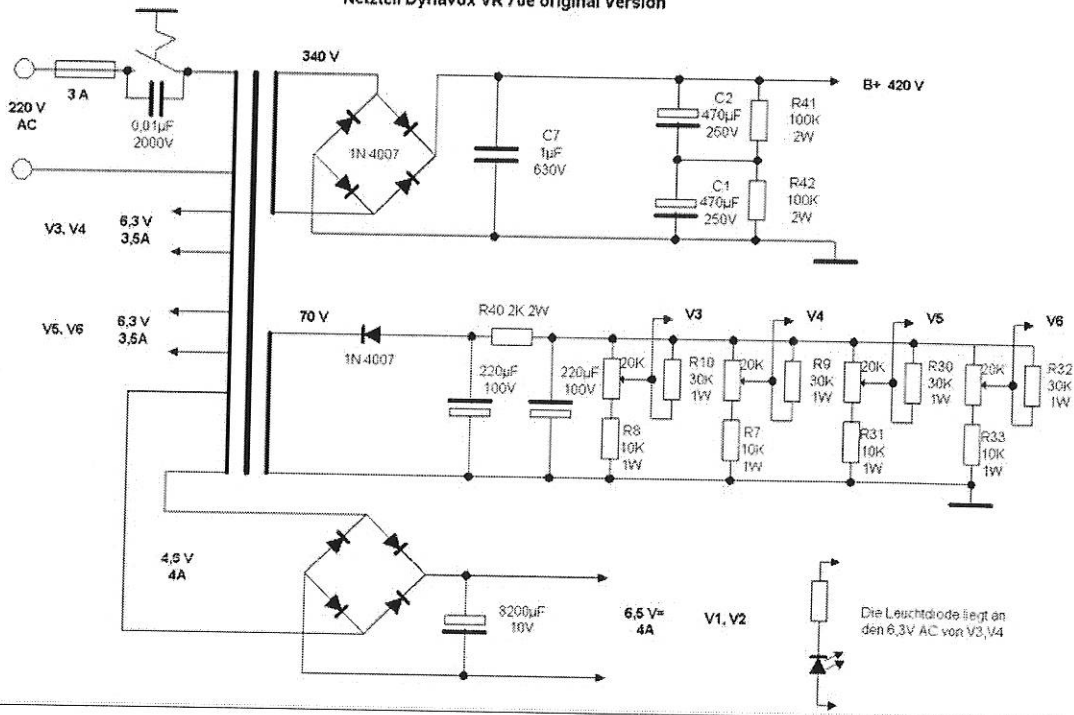 Netzteil Dynavox VR 70e original Version
340 V
3 A
220 V
AC
0,01µF
2000V
1N 4007
C7
1µF
630V
C2
470µF
250V
R41
100K
2W
C1
470µF
250V
R42
100K
2W
B+ 420 V
V3, V4
6,3 V
3,5A
V5, V6
6,3 V
3,5A
70 V
1N 4007
R40 2K 2W
220µF
100V
220µF
100V
20K
V3
R10
30K
1W
R8
10K
1W
20K
V4
R9
30K
1W
R7
10K
1W
20K
V5
R30
30K
1W
R31
10K
1W
20K
V6
R32
30K
1W
R33
10K
1W
4,5 V
4A
8200µF
10V
6,5 V=
4A
V1, V2
Die Leuchtdiode liegt an
den 6,3V AC von V3,V4